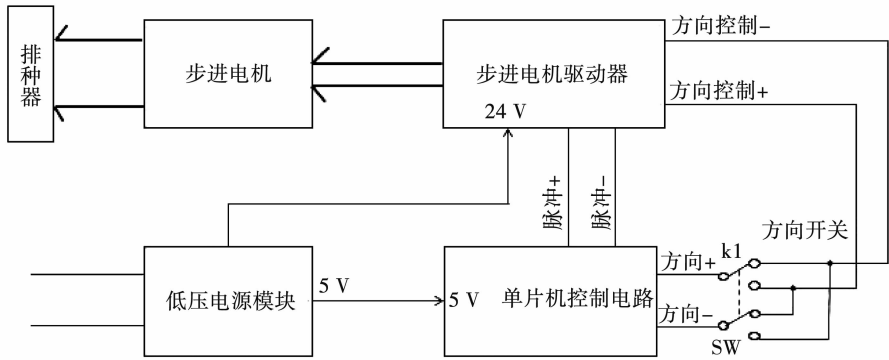 排种器
步进电机
步进电机驱动器
24 V
方向控制-
方向控制+
脉冲+
脉冲-
方向开关
低压电源模块
5 V
5 V
单片机控制电路
方向+
方向-
k1
SW